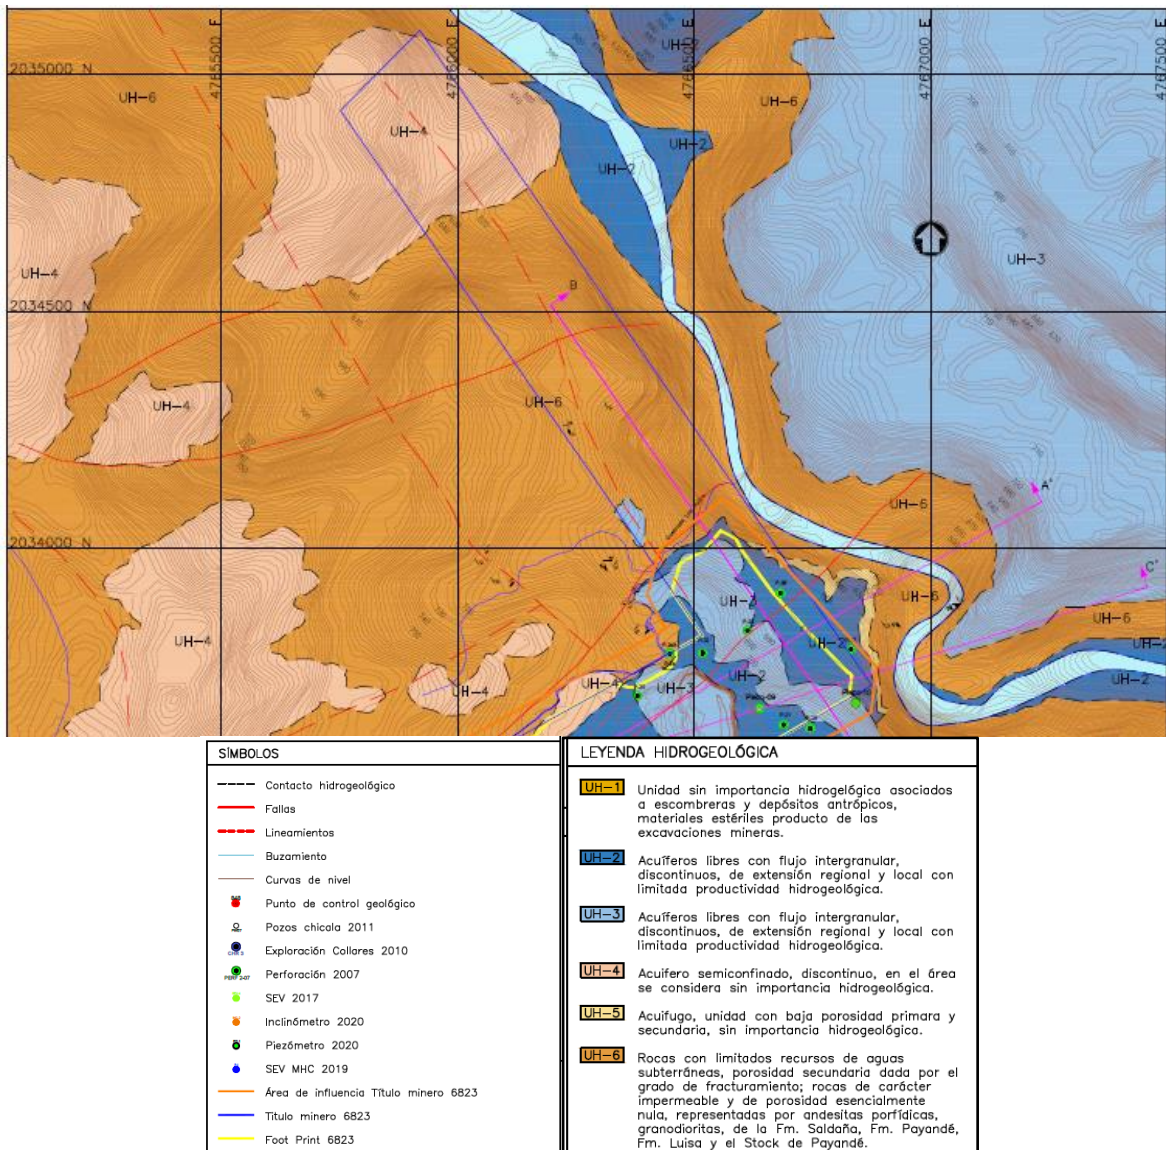 4765500 E
4766000 E
4766500 E
4767000 E
4767500 E
2035000 N
2034500 N
2034000 N
UH-2
UH-6
UH-6
UH-4
UH-2
UH-2
UH-4
UH-3
B
UH-4
UH-6
UH-6
A'
C'
UH-3
UH-6
UH-6
UH-4
UH-2
UH-2
UH-4
UH-4
UH-3
UH-2
UH-2
SÍMBOLOS
Contacto hidrogeológico
Fallas
Lineamientos
Buzamiento
Curvas de nivel
Punto de control geológico
Pozos chicala 2011
Exploración Collares 2010
Perforación 2007
SEV 2017
Inclinómetro 2020
Piezómetro 2020
SEV MHC 2019
Área de influencia Título minero 6823
Titulo minero 6823
Foot Print 6823
LEYENDA HIDROGEOLÓGICA
UH-1 Unidad sin importancia hidrogelógica asociados
a escombreras y depósitos antrópicos,
materiales estériles producto de las
excavaciones mineras.
UH-2 Acuíferos libres con flujo intergranular,
discontinuos, de extensión regional y local con
limitada productividad hidrogeológica.
UH-3 Acuíferos libres con flujo intergranular,
discontinuos, de extensión regional y local con
limitada productividad hidrogeológica.
UH-4 Acuifero semiconfinado, discontinuo, en el área
se considera sin importancia hidrogeológica.
UH-5 Acuifugo, unidad con baja porosidad primara y
secundaria, sin importancia hidrogeológica.
UH-6 Rocas con limitados recursos de aguas
subterráneas, porosidad secundaria dada por el
grado de fracturamiento; rocas de carácter
impermeable y de porosidad esencialmente
nula, representadas por andesitas porfídicas,
granodioritas, de la Fm. Saldaña, Fm. Payandé,
Fm. Luisa y el Stock de Payandé.